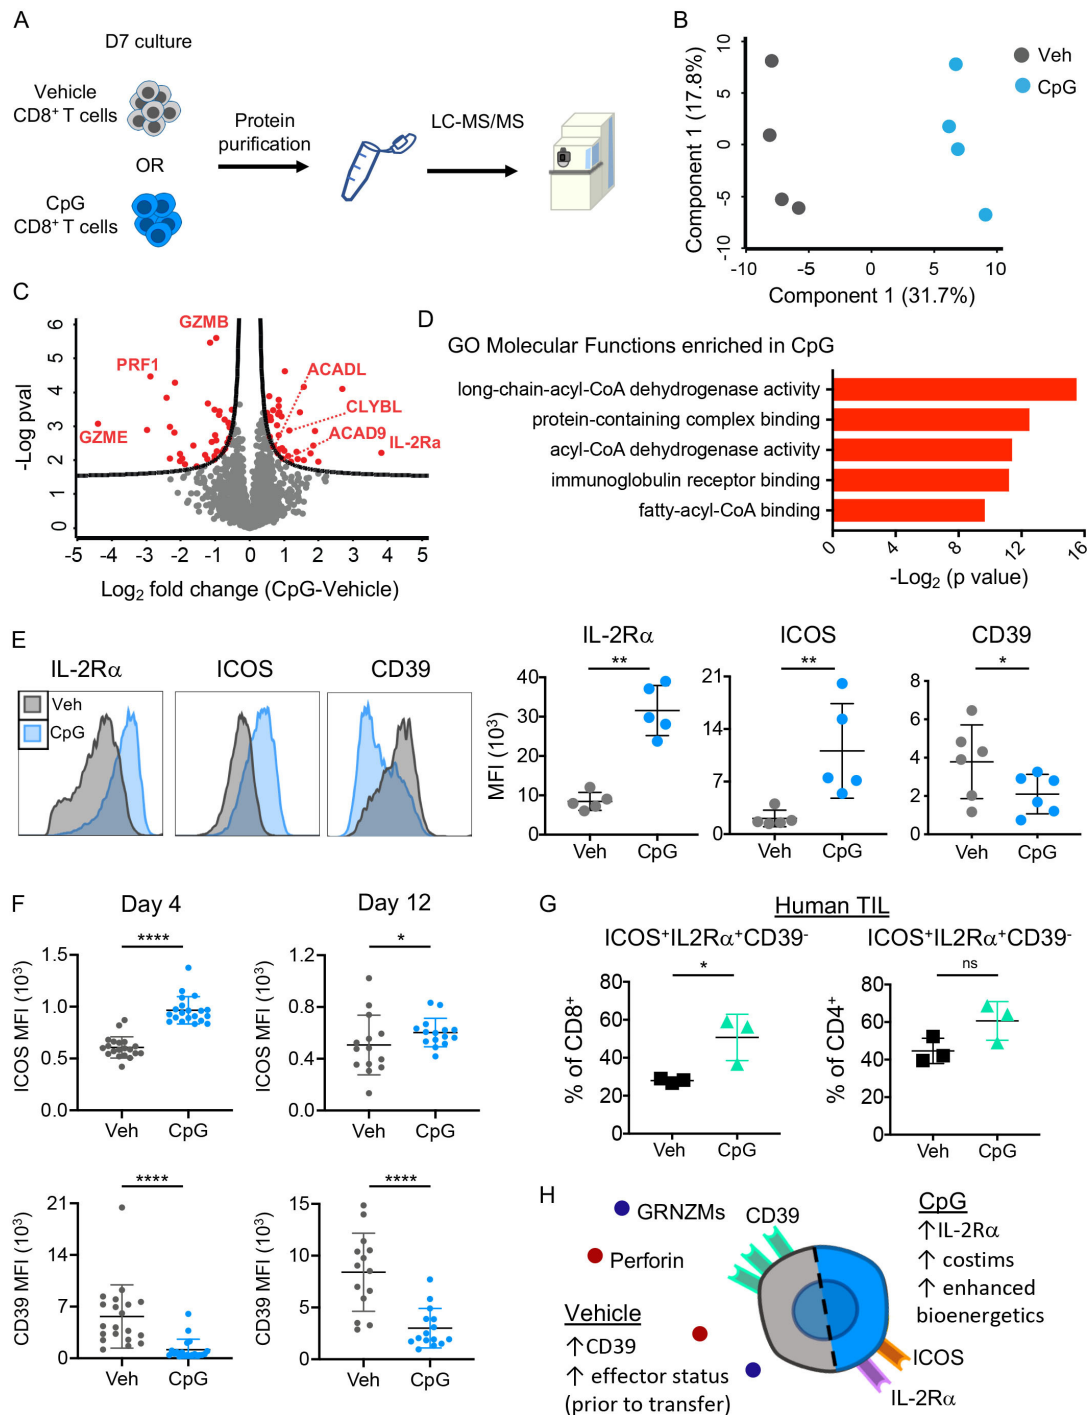 A
D7 culture
Vehicle
CD8⁺ T cells
OR
CpG
CD8⁺ T cells
Protein
purification
LC-MS/MS
B
Component 1 (17.8%)
10
5
0
-5
-10
-10 -5 0 5 10
Component 1 (31.7%)
Veh
CpG
C
-Log pval
6
5
4
3
2
1
0
GZMB
PRF1
GZME
ACADL
CLYBL
ACAD9
IL-2Ra
-5 -4 -3 -2 -1 0 1 2 3 4 5
Log₂ fold change (CpG-Vehicle)
D
GO Molecular Functions enriched in CpG
long-chain-acyl-CoA dehydrogenase activity
protein-containing complex binding
acyl-CoA dehydrogenase activity
immunoglobulin receptor binding
fatty-acyl-CoA binding
0 4 8 12 16
-Log₂ (p value)
E
IL-2Rα
ICOS
CD39
Veh
CpG
IL-2Rα
**
MFI (10³)
40
30
20
10
0
Veh CpG
ICOS
**
21
14
7
0
Veh CpG
CD39
*
8
6
4
2
0
Veh CpG
F
Day 4
****
ICOS MFI (10³)
1.5
1.0
0.5
0.0
Veh CpG
Day 12
*
ICOS MFI (10³)
1.2
0.8
0.4
0.0
Veh CpG
****
CD39 MFI (10³)
21
14
7
0
Veh CpG
****
CD39 MFI (10³)
15
10
5
0
Veh CpG
G
Human TIL
ICOS⁺IL2Rα⁺CD39⁻
*
% of CD8⁺
80
60
40
20
0
Veh CpG
ICOS⁺IL2Rα⁺CD39⁻
ns
% of CD4⁺
80
60
40
20
0
Veh CpG
H
GRNZMs
Perforin
CD39
Vehicle
↑CD39
↑ effector status
(prior to transfer)
CpG
↑IL-2Rα
↑ costims
↑ enhanced
bioenergetics
ICOS
IL-2Rα